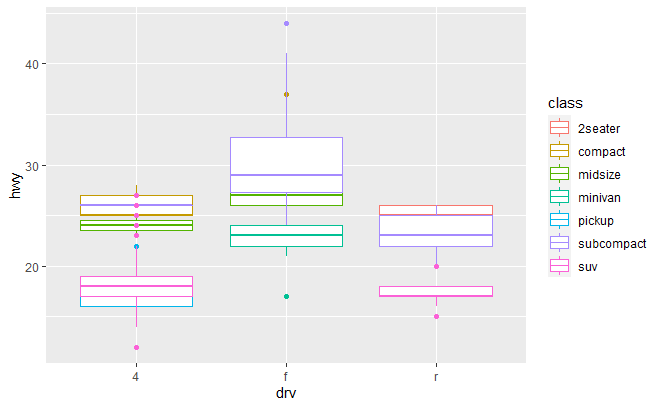 hwy
40
30
20
4 f r
drv
class
2seater
compact
midsize
minivan
pickup
subcompact
suv